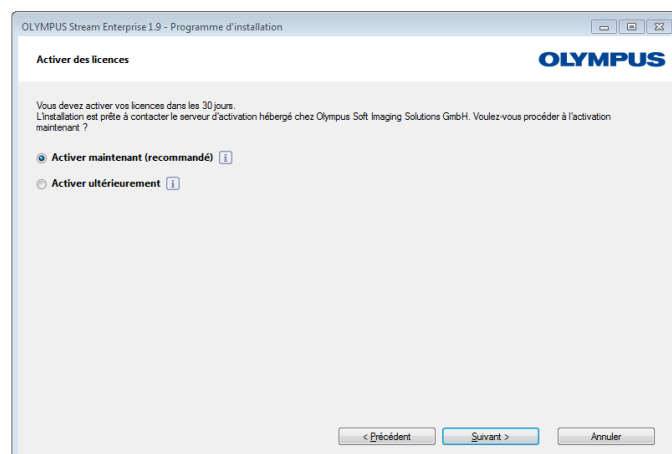 OLYMPUS Stream Enterprise 1.9 - Programme d'installation
Activer des licences
OLYMPUS
Vous devez activer vos licences dans les 30 jours.
L'installation est prête à contacter le serveur d'activation hébergé chez Olympus Soft Imaging Solutions GmbH. Voulez-vous procéder à l'activation
maintenant ?
Activer maintenant (recommandé)
Activer ultérieurement
< Précédent Suivant > Annuler